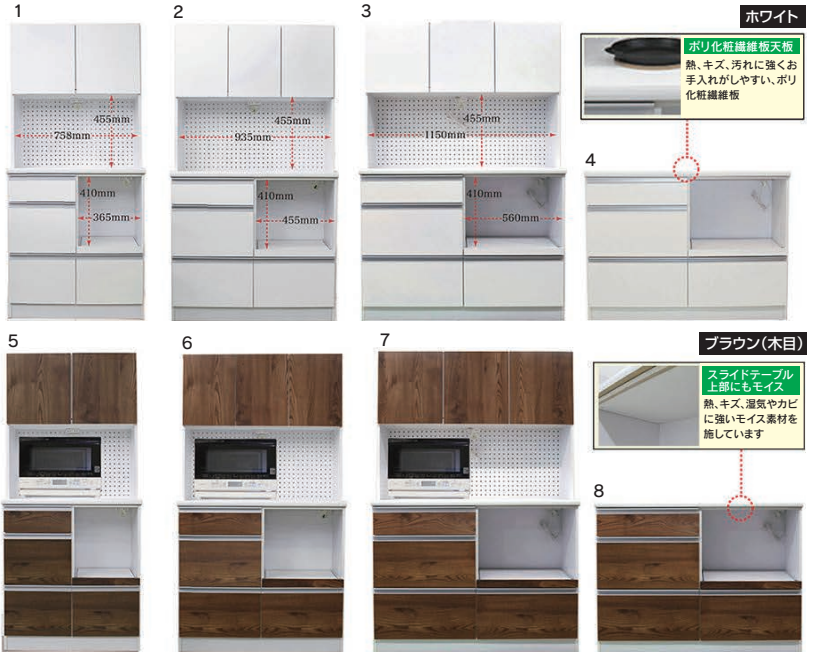 1
2
3
ホワイト
ポリ化粧繊維板天板
熱、キズ、汚れに強くお
手入れがしやすい、ポリ
化粧繊維板
455mm
758mm
455mm
935mm
455mm
1150mm
4
410mm
365mm
410mm
455mm
410mm
560mm
5
6
7
ブラウン(木目)
スライドテーブル
上部にもモイス
熱、キズ、湿気やカビ
に強いモイス素材を
施しています
8